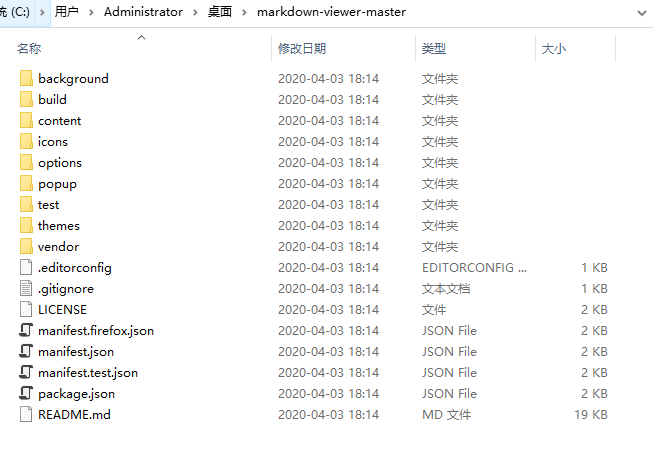 统 (C:) › 用户 › Administrator › 桌面 › markdown-viewer-master
名称 修改日期 类型 大小
background 2020-04-03 18:14 文件夹
build 2020-04-03 18:14 文件夹
content 2020-04-03 18:14 文件夹
icons 2020-04-03 18:14 文件夹
options 2020-04-03 18:14 文件夹
popup 2020-04-03 18:14 文件夹
test 2020-04-03 18:14 文件夹
themes 2020-04-03 18:14 文件夹
vendor 2020-04-03 18:14 文件夹
.editorconfig 2020-04-03 18:14 EDITORCONFIG ... 1 KB
.gitignore 2020-04-03 18:14 文本文档 1 KB
LICENSE 2020-04-03 18:14 文件 2 KB
manifest.firefox.json 2020-04-03 18:14 JSON File 2 KB
manifest.json 2020-04-03 18:14 JSON File 2 KB
manifest.test.json 2020-04-03 18:14 JSON File 2 KB
package.json 2020-04-03 18:14 JSON File 2 KB
README.md 2020-04-03 18:14 MD 文件 19 KB